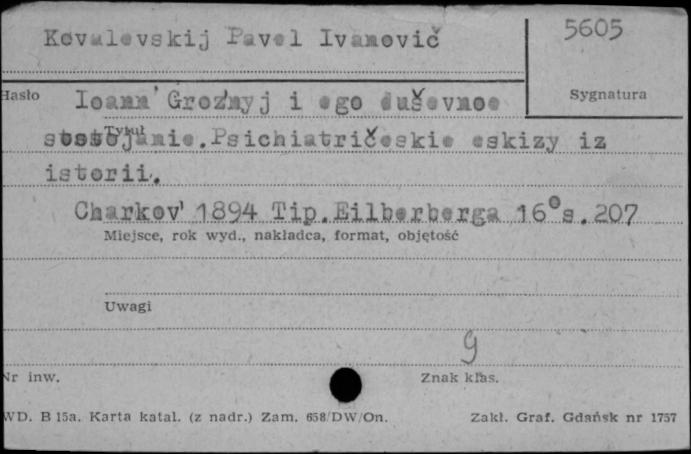 5605
Kovalevskij Pavel Ivanovič
Hasło
Sygnatura
Ioann' Groznyj i ego duševnoe
Tytuł
sostojanie.Psichiatričeskie eskizy iz
istorii.
Charkov' 1894 Tip.Eilberberga 16° s.207
Miejsce, rok wyd., nakładca, format, objętość
Uwagi
9
Nr inw.
Znak klas.
WD. B 15a. Karta katal. (z nadr.) Zam. 658/DW/On.
Zakł. Graf. Gdańsk nr 1757